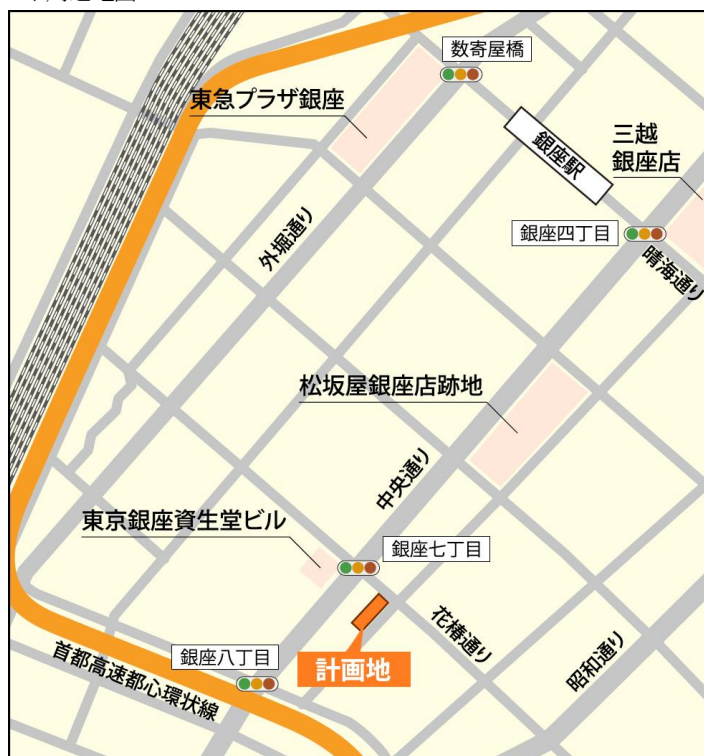 数寄屋橋
東急プラザ銀座
銀座駅
三越
銀座店
銀座四丁目
外堀通り
晴海通り
松坂屋銀座店跡地
中央通り
東京銀座資生堂ビル
銀座七丁目
花椿通り
昭和通り
銀座八丁目
計画地
首都高速都心環状線